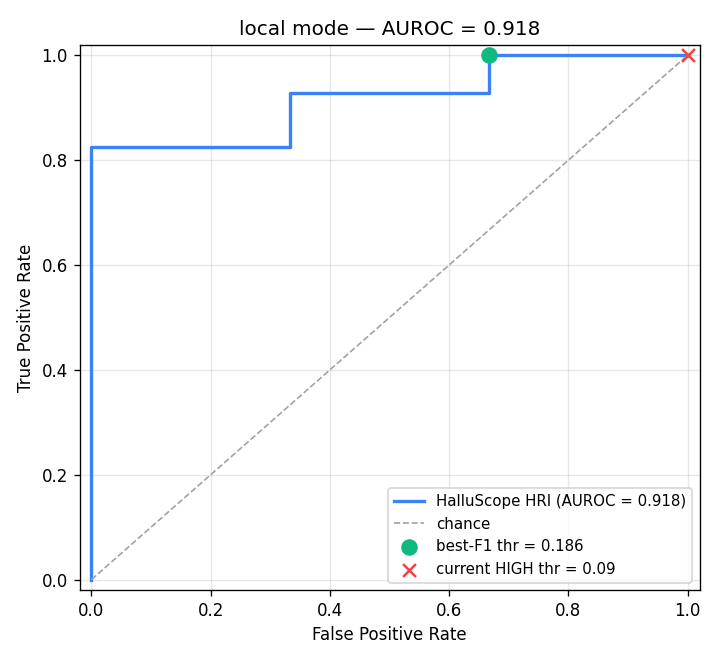 local mode — AUROC = 0.918
1.0
0.8
0.6
0.4
0.2
0.0
True Positive Rate
HalluScope HRI (AUROC = 0.918)
chance
best-F1 thr = 0.186
current HIGH thr = 0.09
0.0 0.2 0.4 0.6 0.8 1.0
False Positive Rate